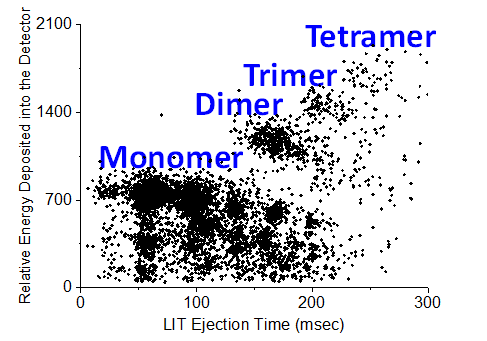 Tetramer
Trimer
Dimer
Monomer
Relative Energy Deposited into the Detector
2100
1400
700
0
0 100 200 300
LIT Ejection Time (msec)